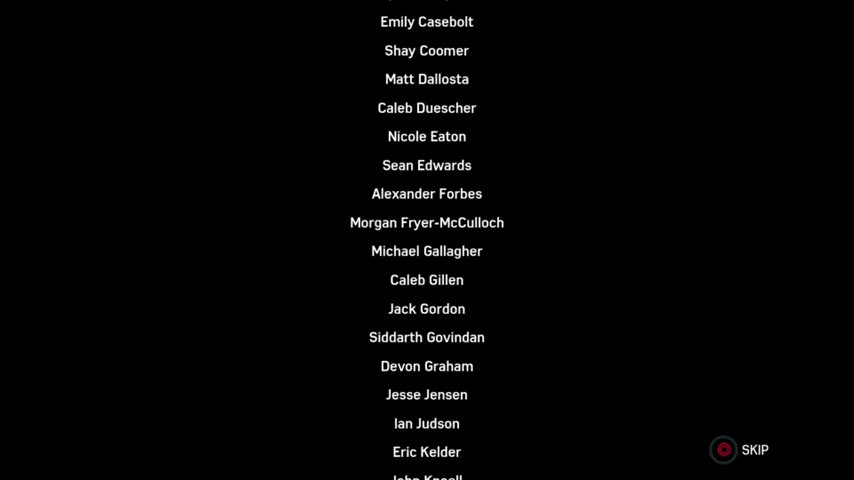 Emily Casebolt
Shay Coomer
Matt Dallosta
Caleb Duescher
Nicole Eaton
Sean Edwards
Alexander Forbes
Morgan Fryer-McCulloch
Michael Gallagher
Caleb Gillen
Jack Gordon
Siddarth Govindan
Devon Graham
Jesse Jensen
Ian Judson
Eric Kelder
SKIP
John